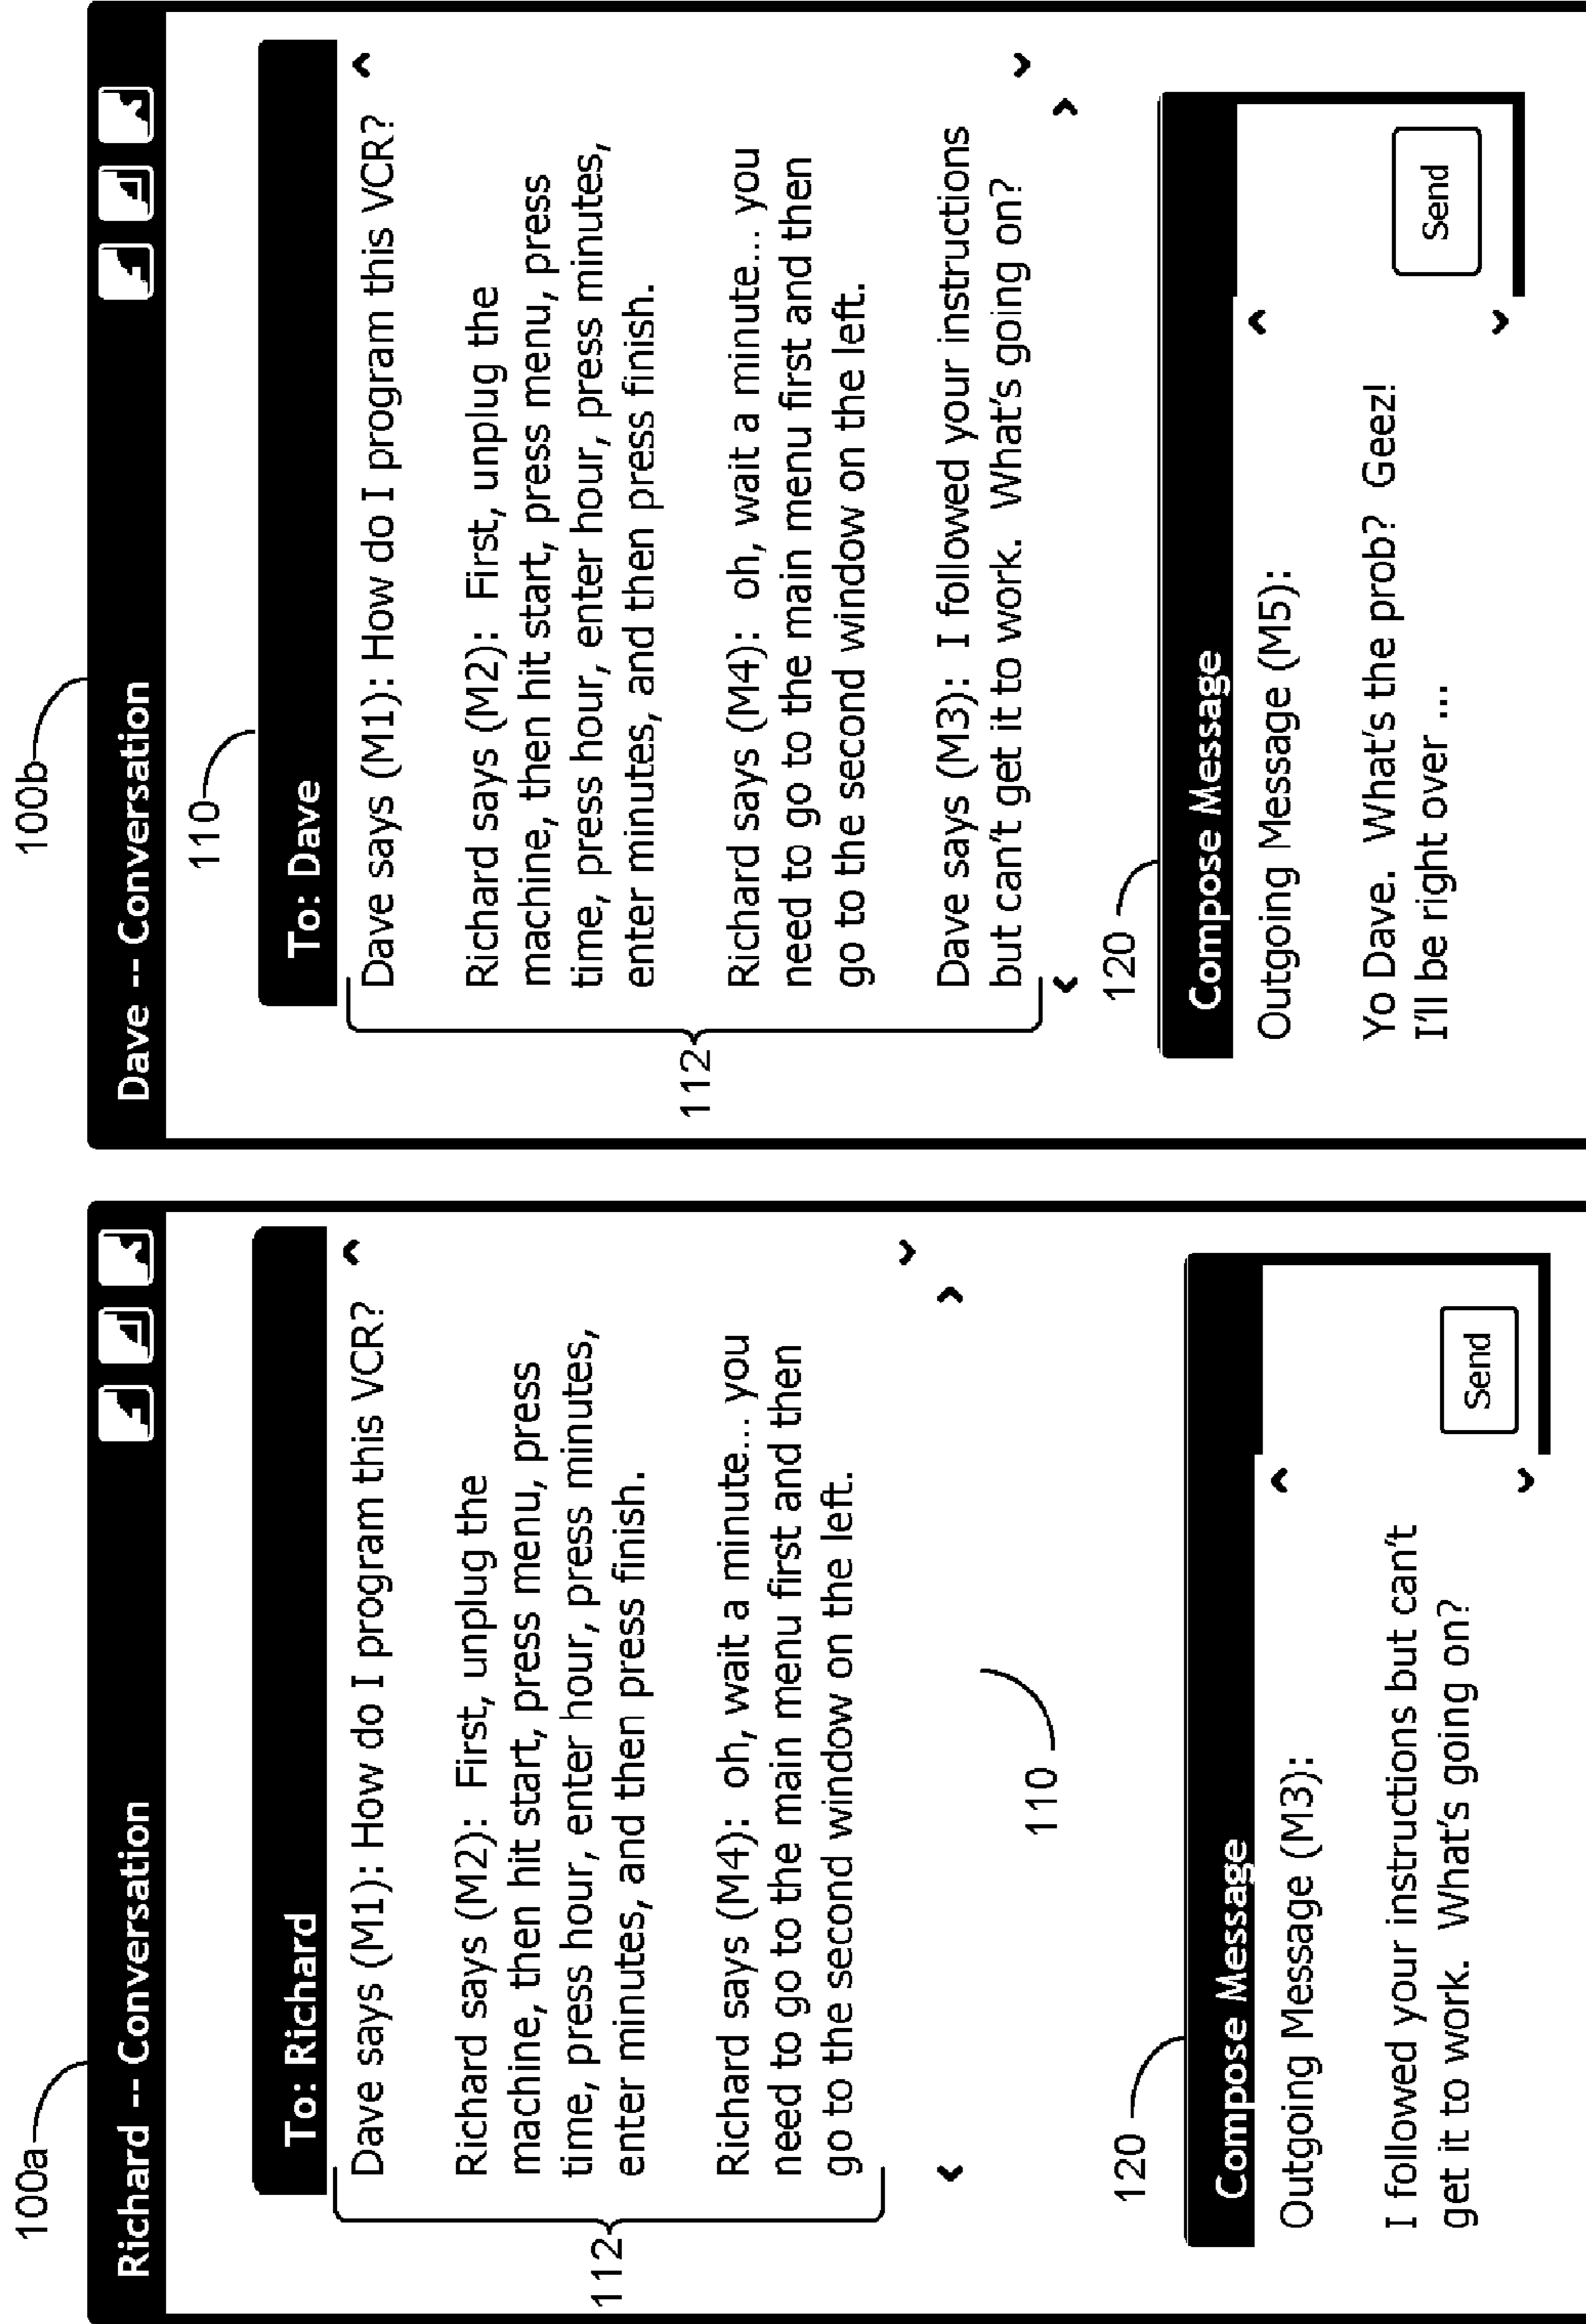 100a
Richard -- Conversation
To: Richard
Dave says (M1): How do I program this VCR?
Richard says (M2):  First, unplug the
machine, then hit start, press menu, press
time, press hour, enter hour, press minutes,
enter minutes, and then press finish.
Richard says (M4):  oh, wait a minute... you
need to go to the main menu first and then
go to the second window on the left.
112
110
120
Compose Message
Outgoing Message (M3):
I followed your instructions but can't
get it to work.  What's going on?
Send
100b
Dave -- Conversation
110
To: Dave
Dave says (M1): How do I program this VCR?
Richard says (M2):  First, unplug the
machine, then hit start, press menu, press
time, press hour, enter hour, press minutes,
enter minutes, and then press finish.
Richard says (M4):  oh, wait a minute... you
need to go to the main menu first and then
go to the second window on the left.
Dave says (M3): I followed your instructions
but can't get it to work.  What's going on?
112
120
Compose Message
Outgoing Message (M5):
Yo Dave.  What's the prob?  Geez!
I'll be right over ...
Send